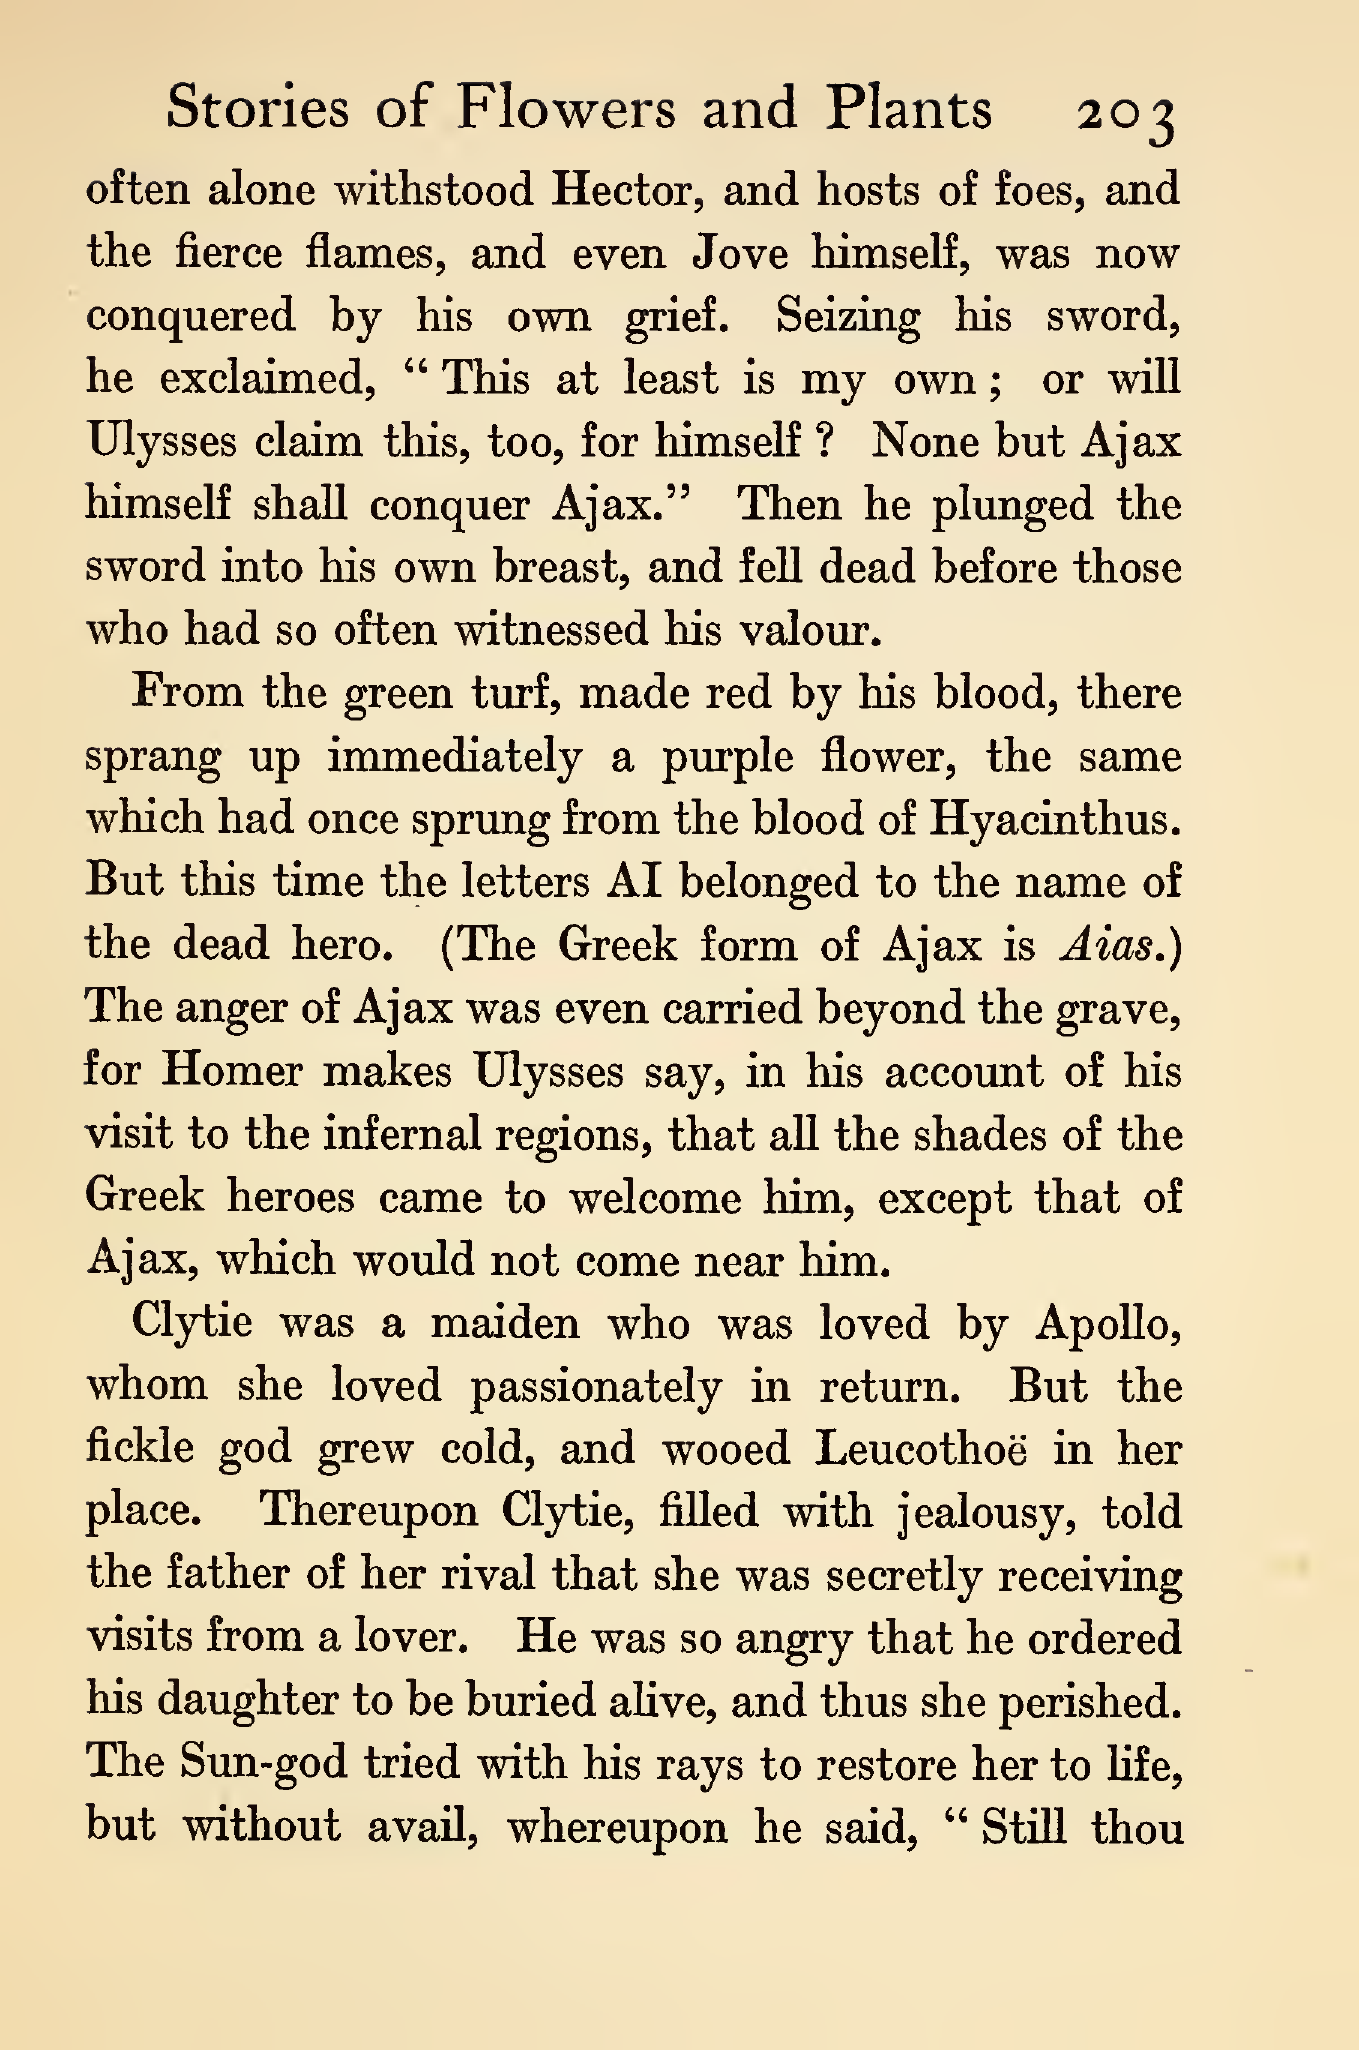 Stories of Flowers and Plants 203
often alone withstood Hector, and hosts of foes, and
the fierce flames, and even Jove himself, was now
conquered by his own grief. Seizing his sword,
he exclaimed, “ This at least is my own ; or will
Ulysses claim this, too, for himself ? None but Ajax
himself shall conquer Ajax.” Then he plunged the
sword into his own breast, and fell dead before those
who had so often witnessed his valour.
From the green turf, made red by his blood, there
sprang up immediately a purple flower, the same
which had once sprung from the blood of Hyacinthus.
But this time the letters AI belonged to the name of
the dead hero. (The Greek form of Ajax is Aias.)
The anger of Ajax was even carried beyond the grave,
for Homer makes Ulysses say, in his account of his
visit to the infernal regions, that all the shades of the
Greek heroes came to welcome him, except that of
Ajax, which would not come near him.
Clytie was a maiden who was loved by Apollo,
whom she loved passionately in return. But the
fickle god grew cold, and wooed Leucothoë in her
place. Thereupon Clytie, filled with jealousy, told
the father of her rival that she was secretly receiving
visits from a lover. He was so angry that he ordered
his daughter to be buried alive, and thus she perished.
The Sun-god tried with his rays to restore her to life,
but without avail, whereupon he said, “ Still thou